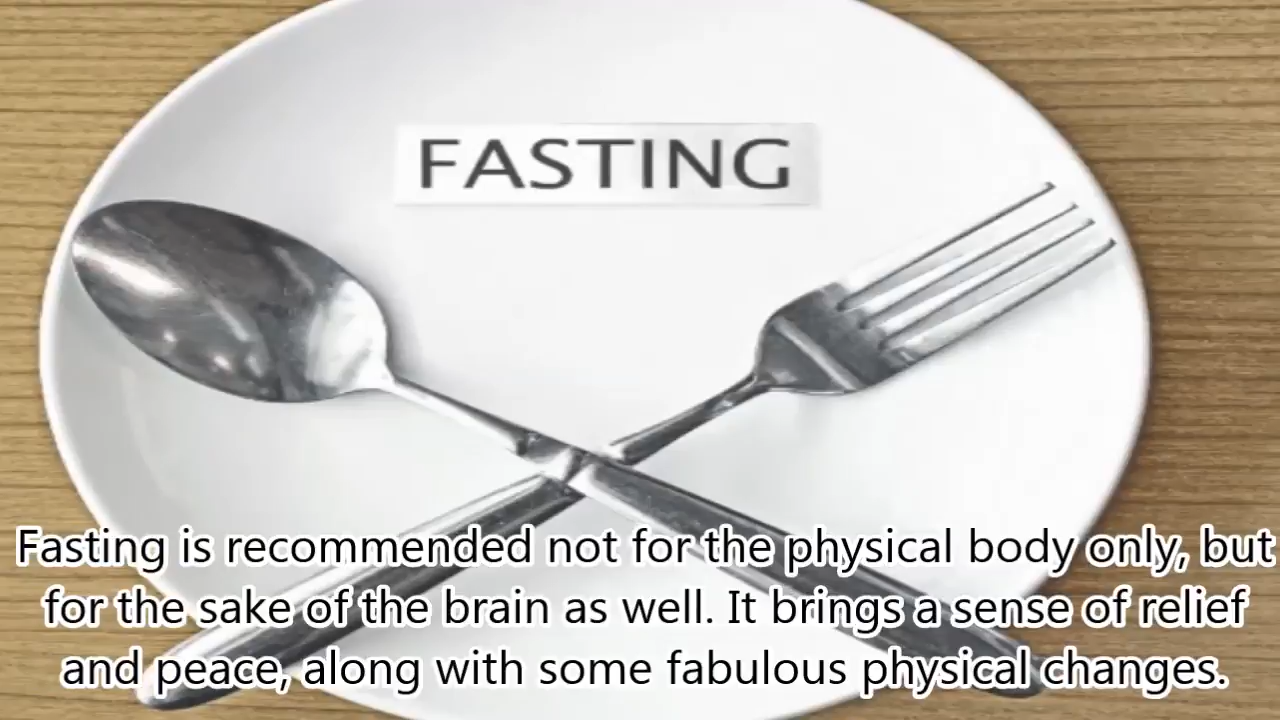 FASTING
Fasting is recommended not for the physical body only, but
for the sake of the brain as well. It brings a sense of relief
and peace, along with some fabulous physical changes.